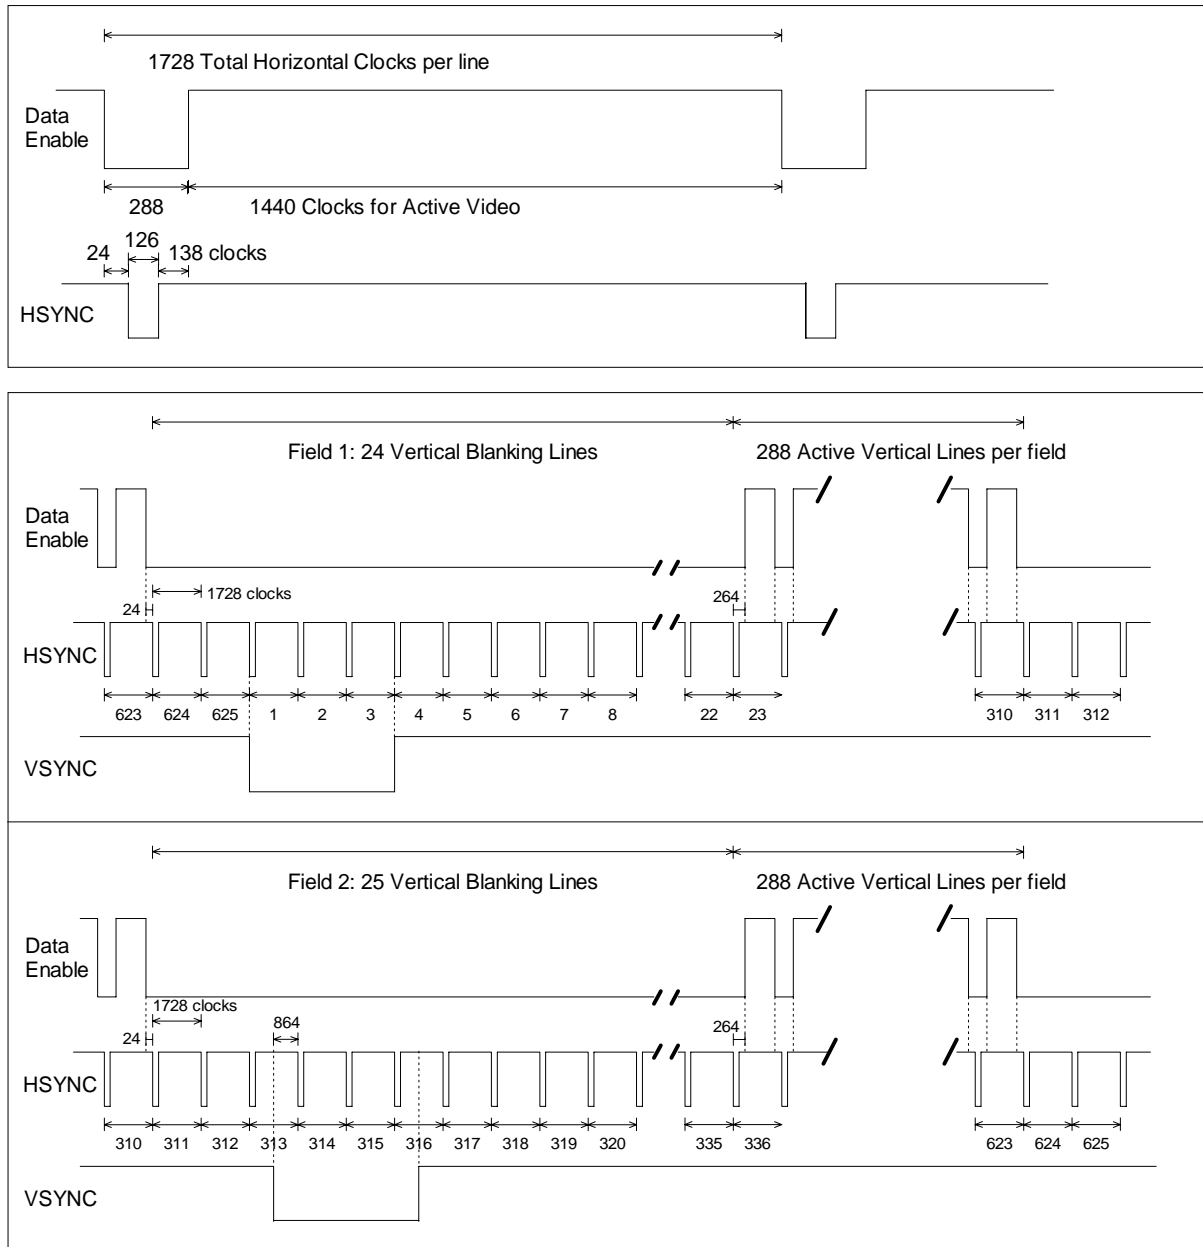 1728 Total Horizontal Clocks per line
Data
Enable
288
1440 Clocks for Active Video
126
24
138 clocks
HSYNC
Field 1: 24 Vertical Blanking Lines
288 Active Vertical Lines per field
Data
Enable
1728 clocks
24
264
HSYNC
623 624 625 1 2 3 4 5 6 7 8 22 23 310 311 312
VSYNC
Field 2: 25 Vertical Blanking Lines
288 Active Vertical Lines per field
Data
Enable
1728 clocks
864
24
264
HSYNC
310 311 312 313 314 315 316 317 318 319 320 335 336 623 624 625
VSYNC